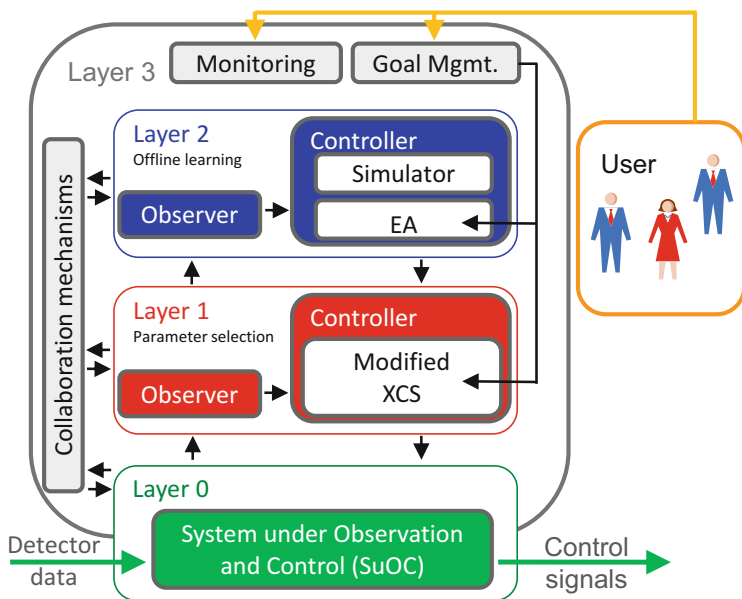 Layer 3
Monitoring
Goal Mgmt.
Layer 2
Offline learning
Observer
Controller
Simulator
EA
User
Collaboration mechanisms
Layer 1
Parameter selection
Observer
Controller
Modified
XCS
Layer 0
System under Observation
and Control (SuOC)
Detector
data
Control
signals